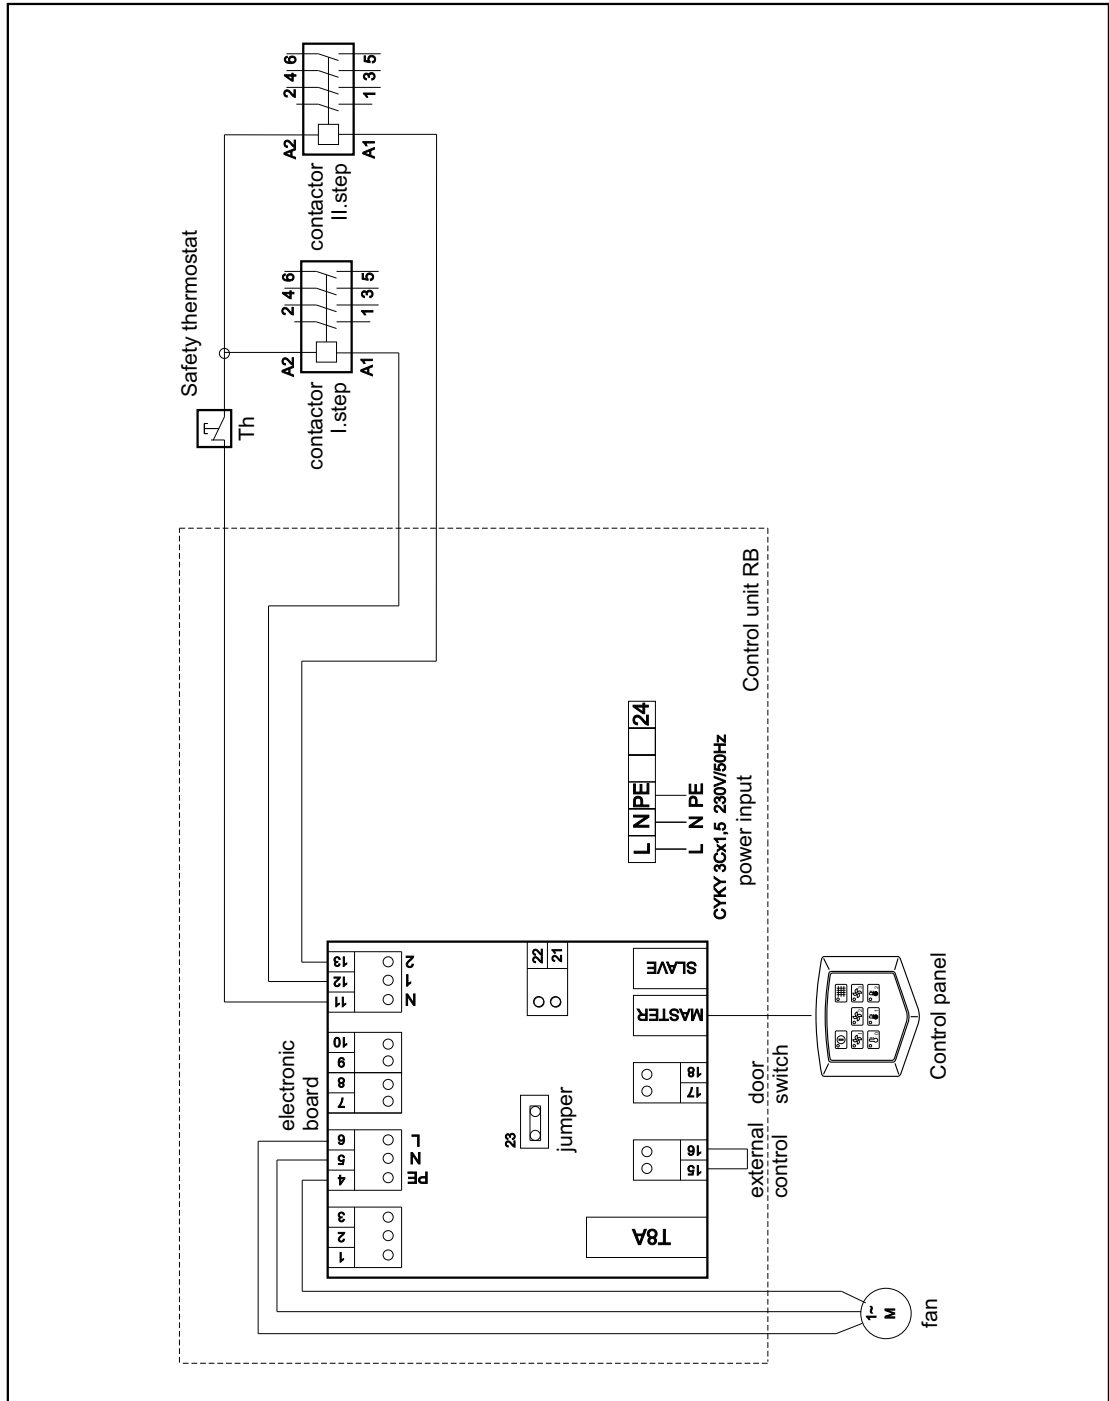 Safety thermostat
Th
contactor
II.step
A2
A1
2 4 6
1 3 5
contactor
I.step
A2
A1
2 4 6
1 3 5
Control unit RB
electronic
board
1 2 3
4 5 6
PE N L
7 8 9 10
11 12 13
N 1 2
22
21
23
jumper
T8A
15 16
17 18
MASTER
SLAVE
external
control
door
switch
L N PE 24
L N PE
CYKY 3Cx1,5 230V/50Hz
power input
Control panel
1~
M
fan